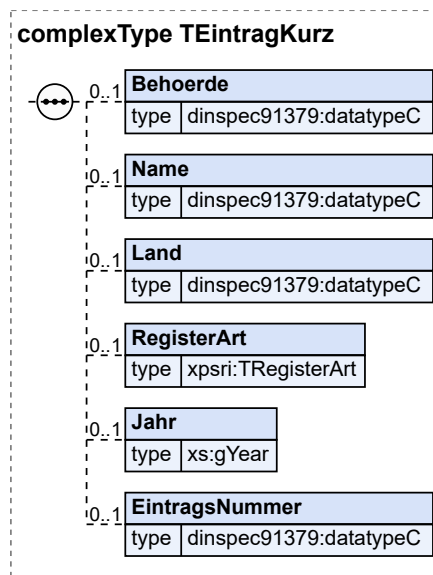 complexType TEintragKurz
0..1 Behoerde
type dinspec91379:datatypeC
0..1 Name
type dinspec91379:datatypeC
0..1 Land
type dinspec91379:datatypeC
0..1 RegisterArt
type xpsri:TRegisterArt
0..1 Jahr
type xs:gYear
0..1 EintragsNummer
type dinspec91379:datatypeC